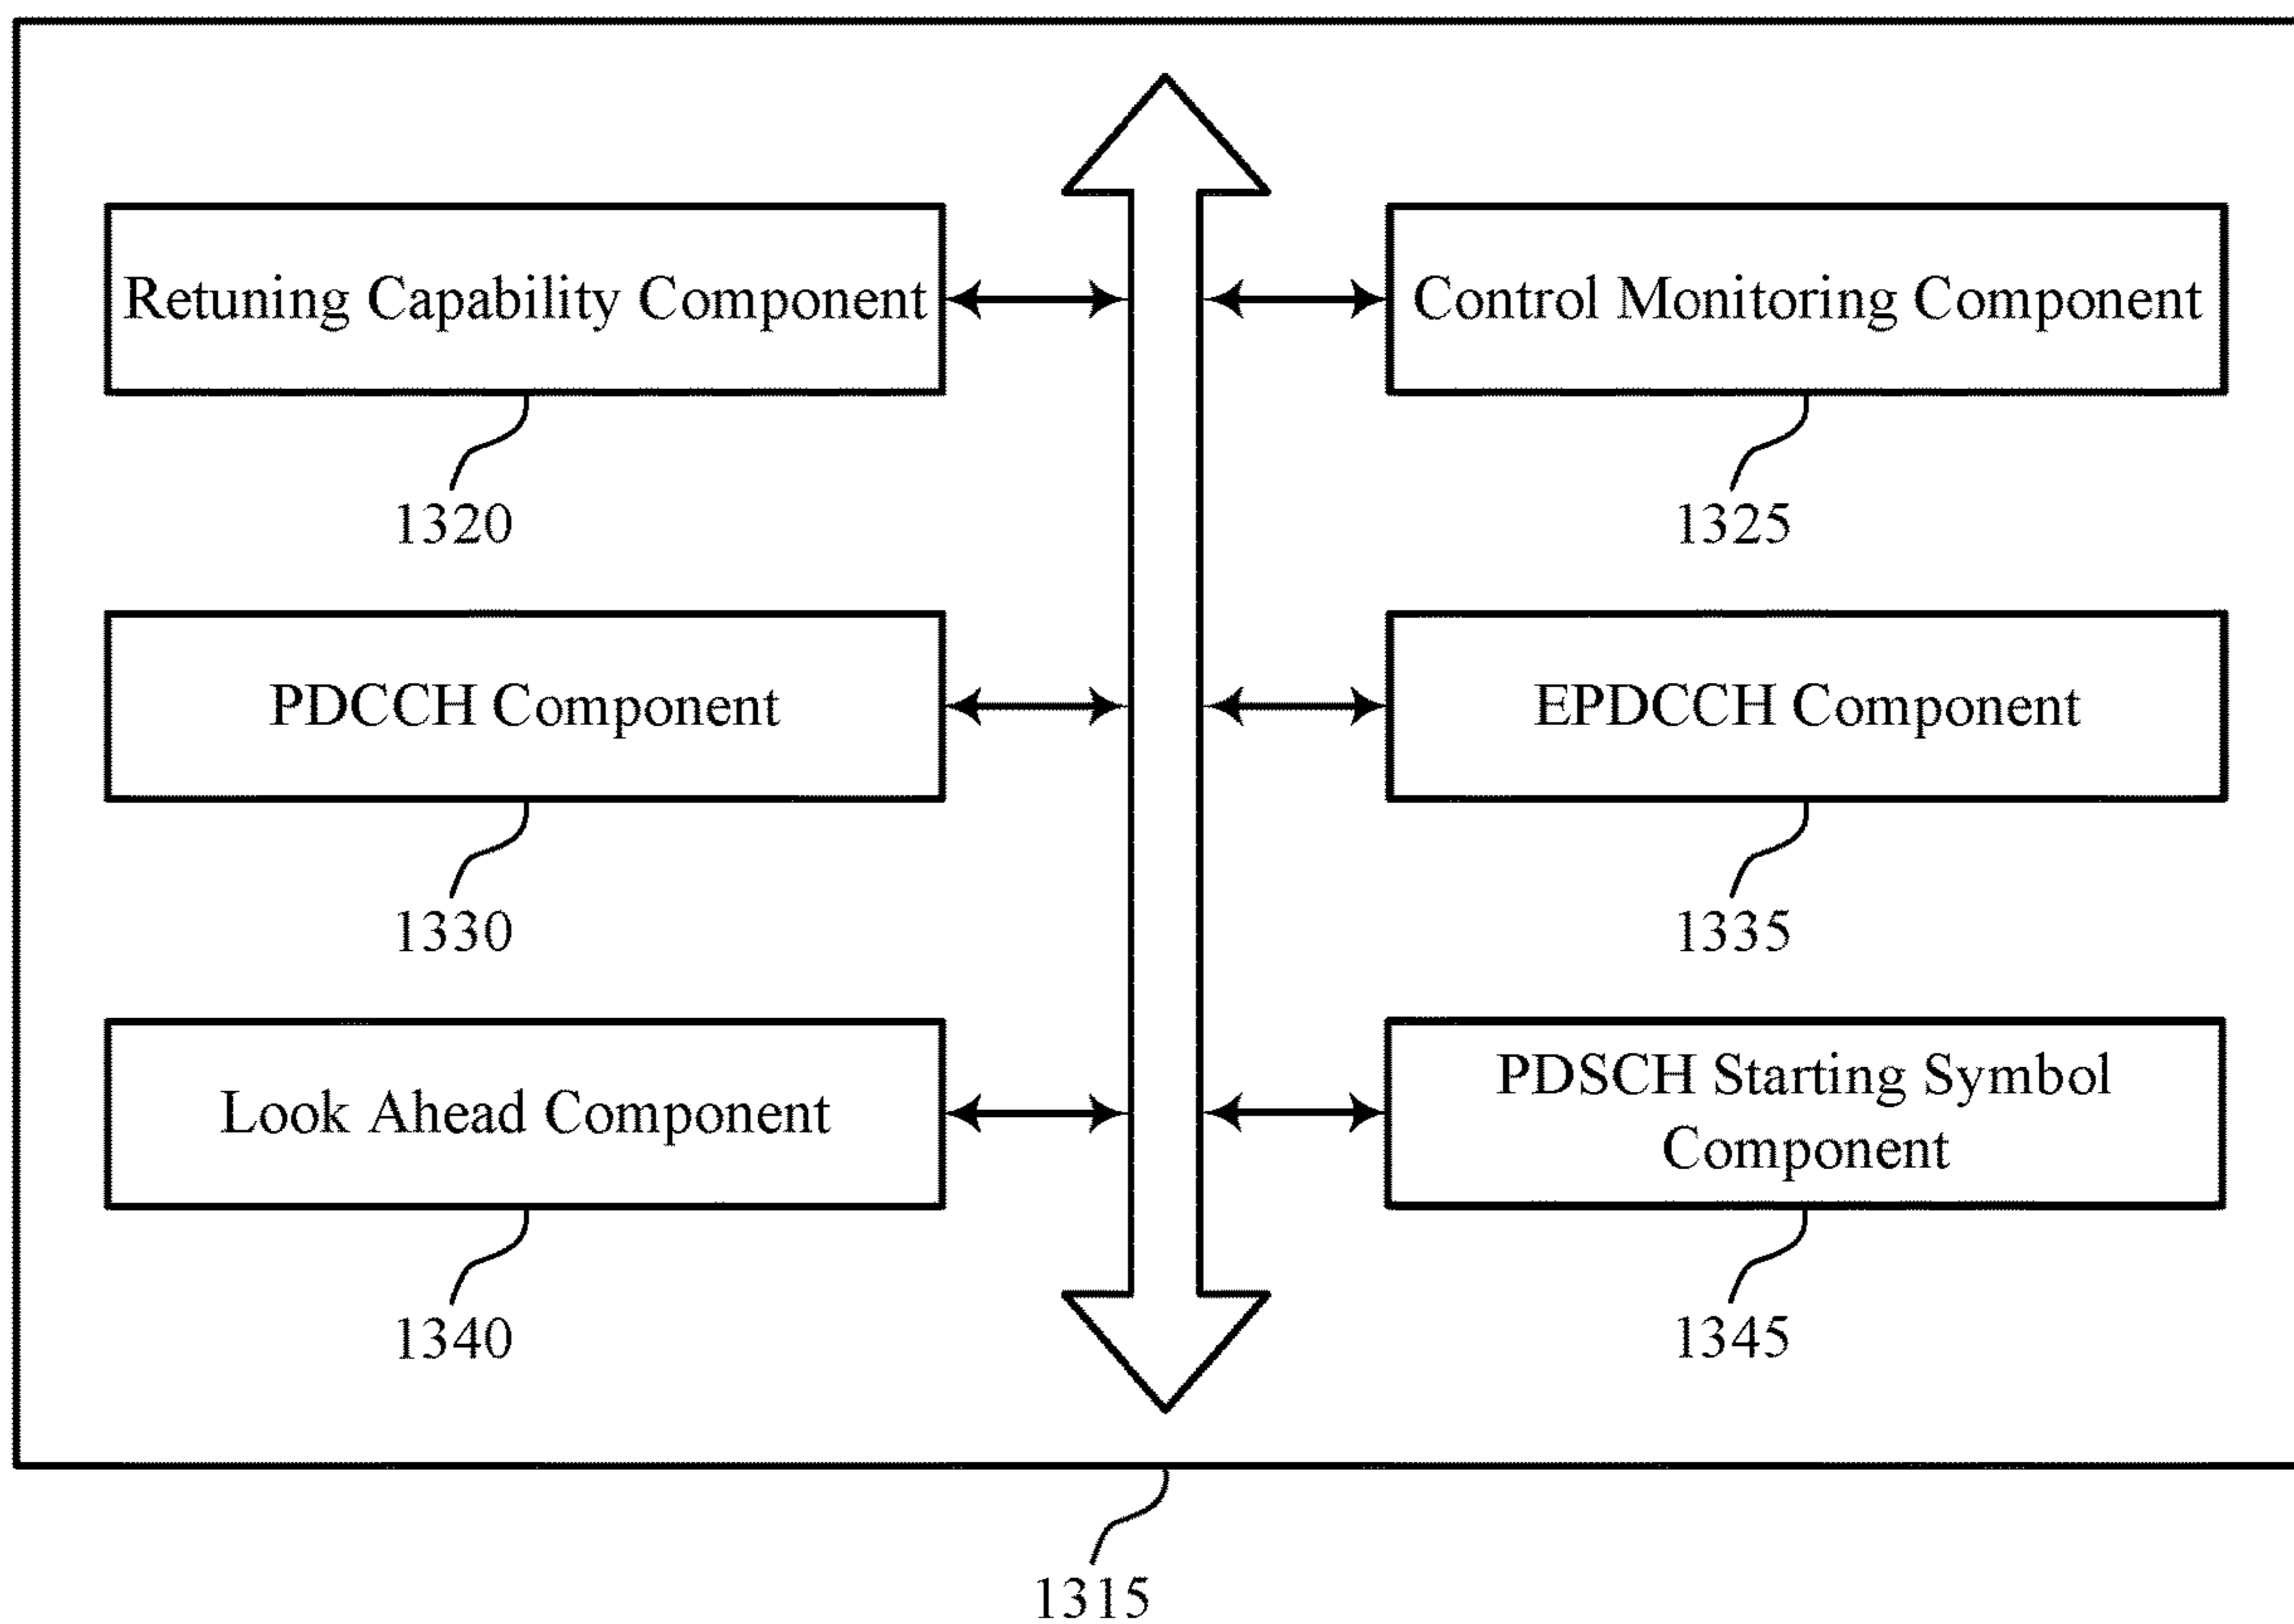 Retuning Capability Component
Control Monitoring Component
1320
1325
PDCCH Component
EPDCCH Component
1330
1335
Look Ahead Component
PDSCH Starting Symbol
Component
1340
1345
1315